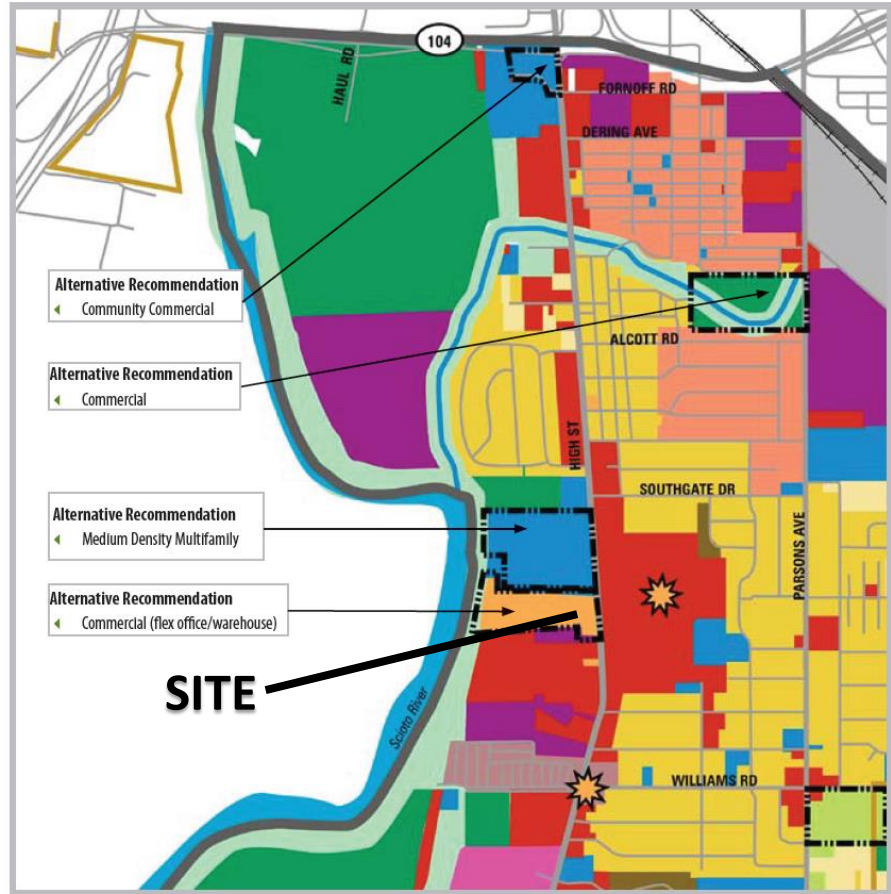 104
HAUL RD
FORNOFF RD
DERING AVE
Alternative Recommendation
Community Commercial
ALCOTT RD
Alternative Recommendation
Commercial
HIGH ST
SOUTHGATE DR
Alternative Recommendation
Medium Density Multifamily
PARSONS AVE
Alternative Recommendation
Commercial (flex office/warehouse)
SITE
Scioto River
WILLIAMS RD